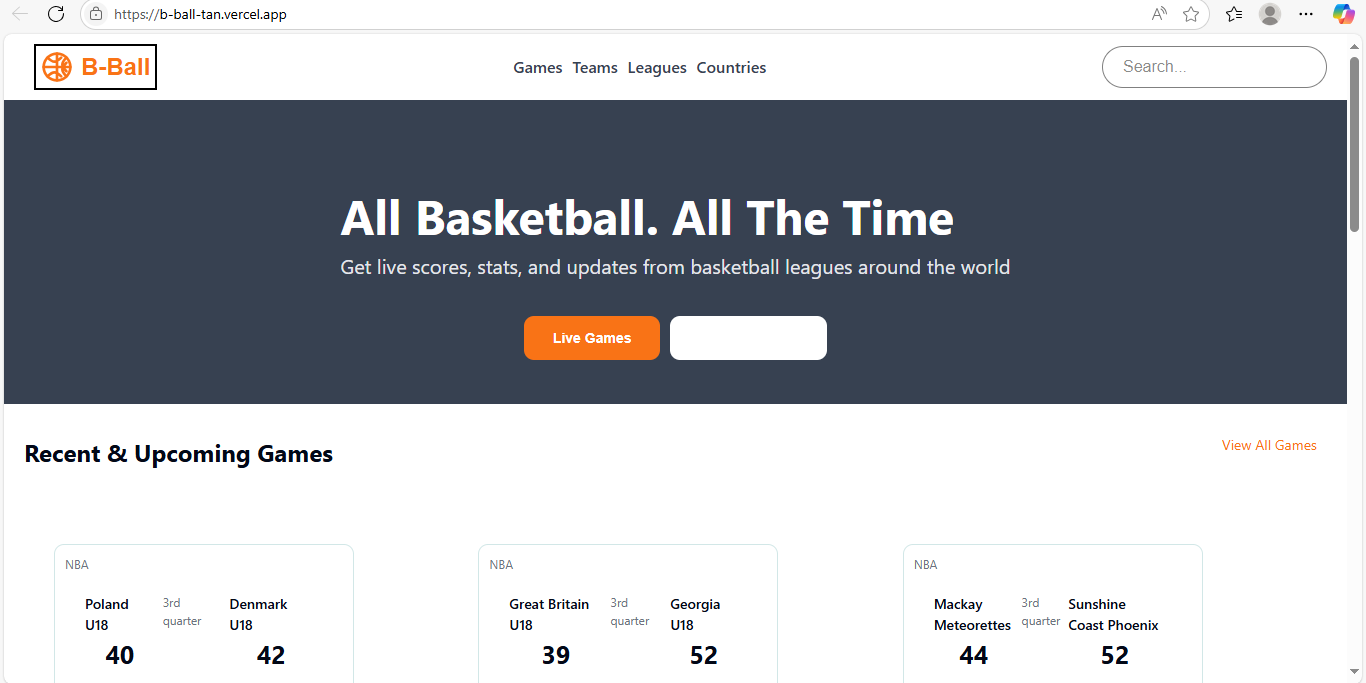 https://b-ball-tan.vercel.app
B-Ball
Games Teams Leagues Countries
Search...
All Basketball. All The Time
Get live scores, stats, and updates from basketball leagues around the world
Live Games
Recent & Upcoming Games
View All Games
NBA
Poland U18
3rd quarter
Denmark U18
40
42
NBA
Great Britain U18
3rd quarter
Georgia U18
39
52
NBA
Mackay Meteorettes
3rd quarter
Sunshine Coast Phoenix
44
52